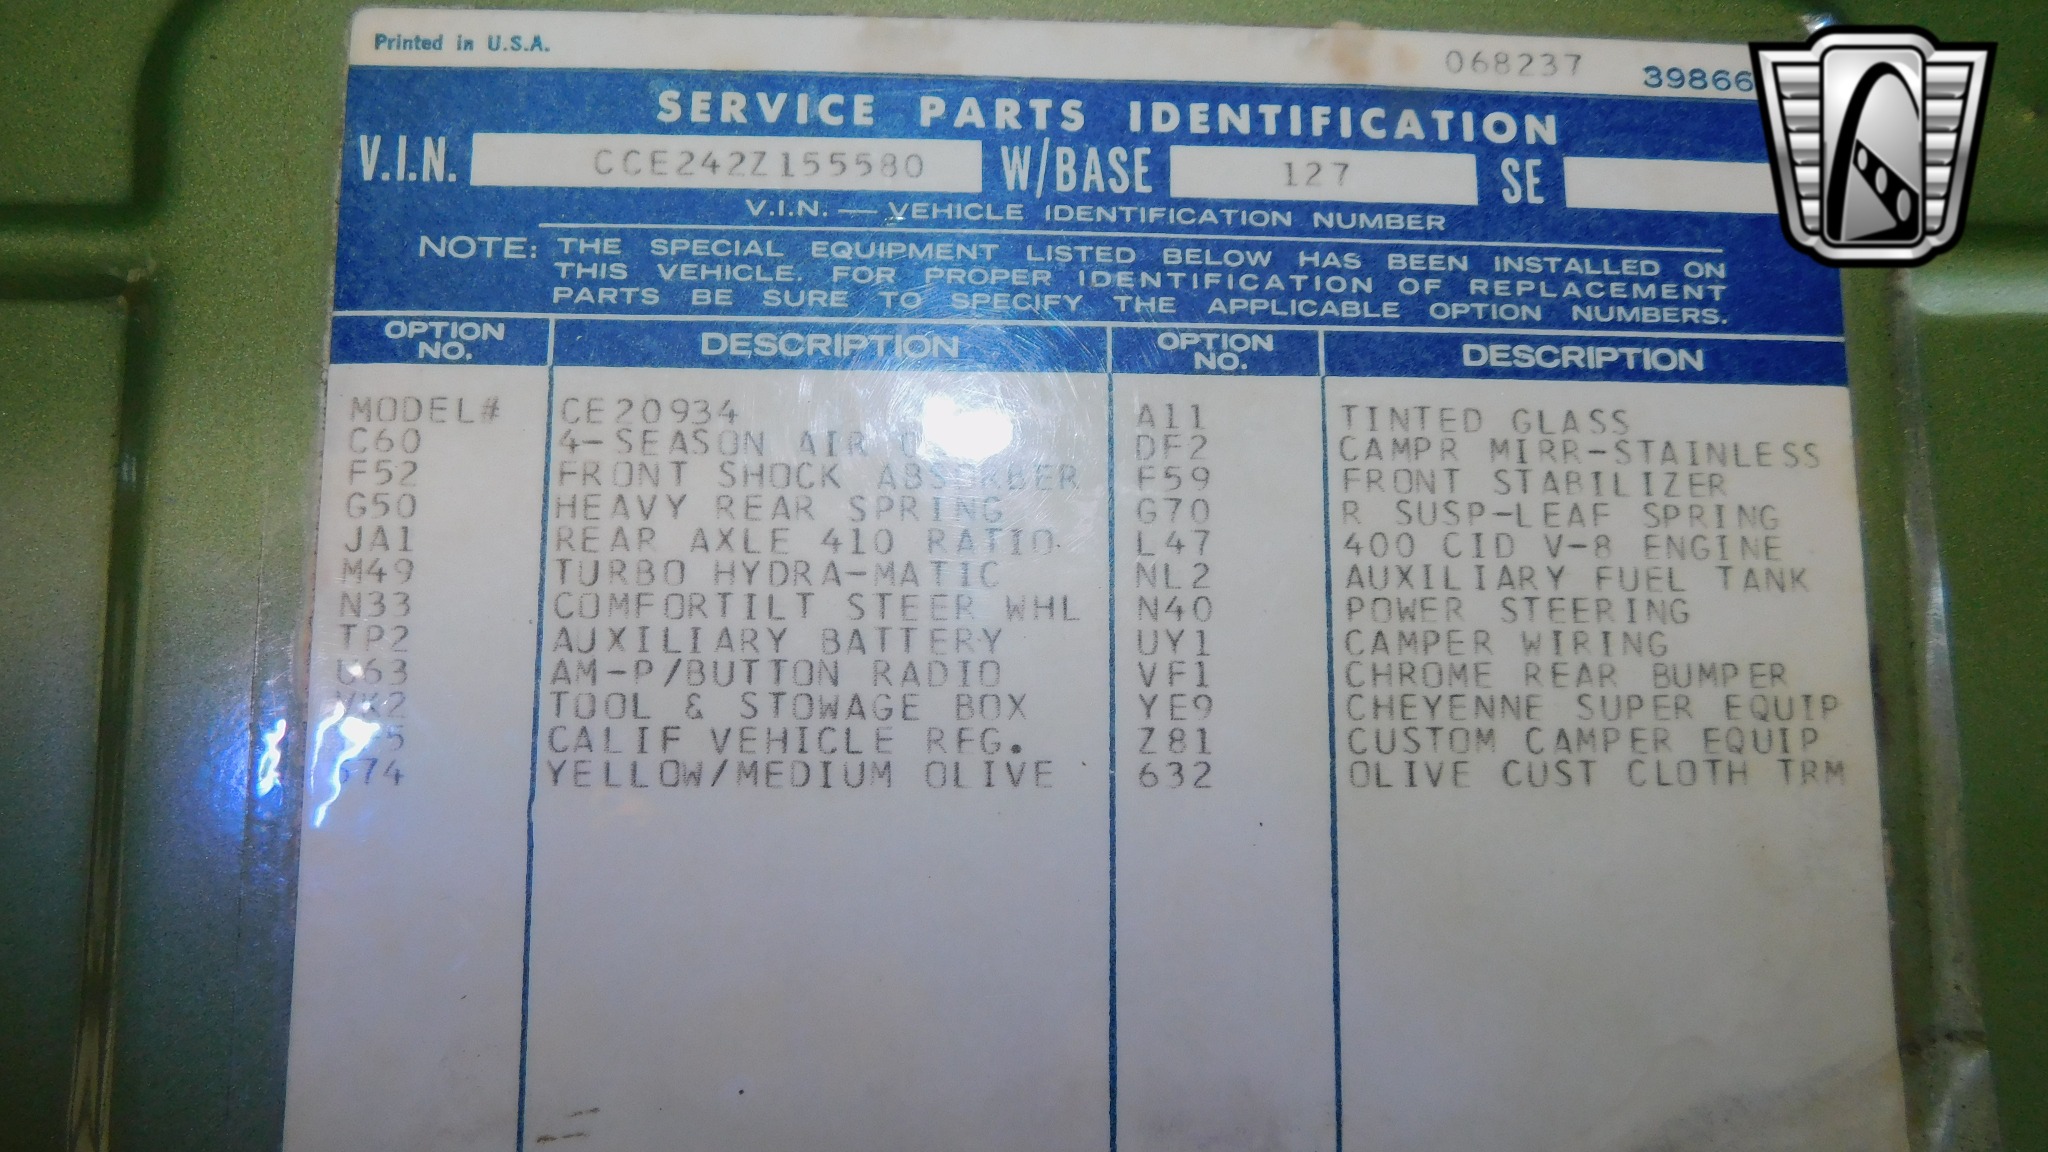 Printed in U.S.A.
068237
39866
SERVICE PARTS IDENTIFICATION
V.I.N. CCE242Z155580 W/BASE 127 SE
V.I.N. — VEHICLE IDENTIFICATION NUMBER
NOTE: THE SPECIAL EQUIPMENT LISTED BELOW HAS BEEN INSTALLED ON
THIS VEHICLE. FOR PROPER IDENTIFICATION OF REPLACEMENT
PARTS BE SURE TO SPECIFY THE APPLICABLE OPTION NUMBERS.
OPTION NO. DESCRIPTION OPTION NO. DESCRIPTION
MODEL# CE20934 A11 TINTED GLASS
C60 4-SEASON AIR DF2 CAMPR MIRR-STAINLESS
F52 FRONT SHOCK ABSORBER F59 FRONT STABILIZER
G50 HEAVY REAR SPRING G70 R SUSP-LEAF SPRING
JA1 REAR AXLE 410 RATIO L47 400 CID V-8 ENGINE
M49 TURBO HYDRA-MATIC NL2 AUXILIARY FUEL TANK
N33 COMFORTILT STEER WHL N40 POWER STEERING
TP2 AUXILIARY BATTERY UY1 CAMPER WIRING
U63 AM-P/BUTTON RADIO VF1 CHROME REAR BUMPER
TOOL & STOWAGE BOX YE9 CHEYENNE SUPER EQUIP
CALIF VEHICLE REG. Z81 CUSTOM CAMPER EQUIP
YELLOW/MEDIUM OLIVE 632 OLIVE CUST CLOTH TRM